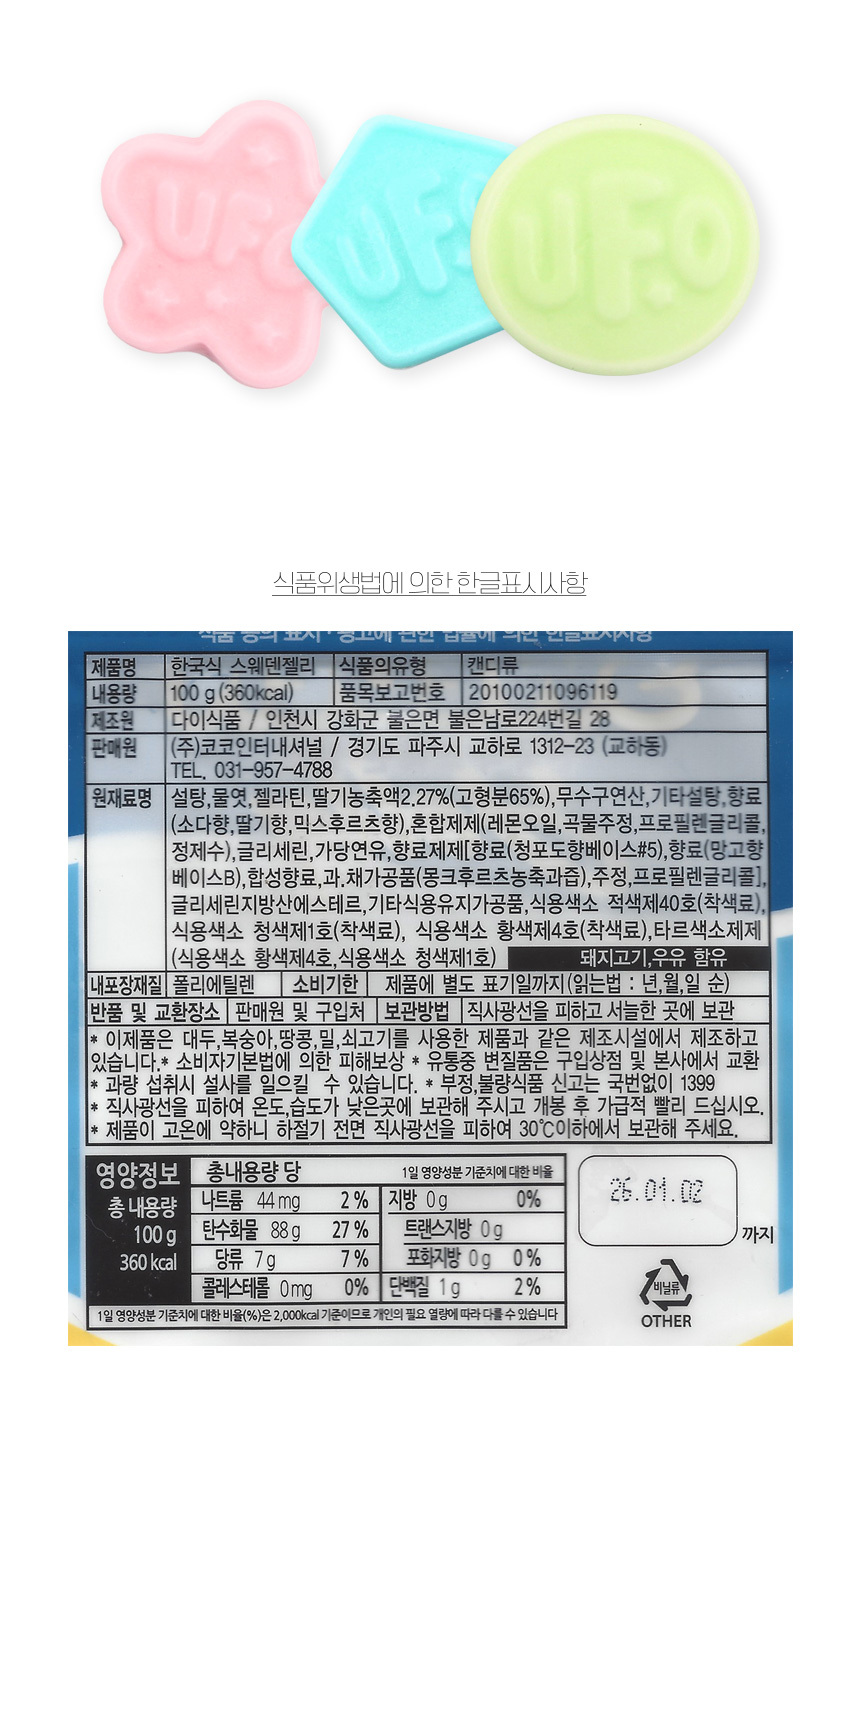 UF
UF
UFO
식품위생법에 의한 한글표시사항
식품 등의 표시·광고에 관한 법률에 의한 한글표시사항
제품명 한국식 스웨덴젤리 식품의유형 캔디류
내용량 100 g (360kcal) 품목보고번호 20100211096119
제조원 다이식품 / 인천시 강화군 불은면 불은남로224번길 28
판매원 (주)코코인터내셔널 / 경기도 파주시 교하로 1312-23 (교하동)
TEL. 031-957-4788
원재료명 설탕,물엿,젤라틴,딸기농축액2.27%(고형분65%),무수구연산,기타설탕,향료
(소다향,딸기향,믹스후르츠향),혼합제제(레몬오일,곡물주정,프로필렌글리콜,
정제수),글리세린,가당연유,향료제제[향료(청포도향베이스#5),향료(망고향
베이스B),합성향료,과.채가공품(몽크후르츠농축과즙),주정,프로필렌글리콜],
글리세린지방산에스테르,기타식용유지가공품,식용색소 적색제40호(착색료),
식용색소 청색제1호(착색료), 식용색소 황색제4호(착색료),타르색소제제
(식용색소 황색제4호,식용색소 청색제1호) 돼지고기,우유 함유
내포장재질 폴리에틸렌 소비기한 제품에 별도 표기일까지(읽는법 : 년,월,일 순)
반품 및 교환장소 판매원 및 구입처 보관방법 직사광선을 피하고 서늘한 곳에 보관
* 이제품은 대두,복숭아,땅콩,밀,쇠고기를 사용한 제품과 같은 제조시설에서 제조하고
있습니다.* 소비자기본법에 의한 피해보상 * 유통중 변질품은 구입상점 및 본사에서 교환
* 과량 섭취시 설사를 일으킬 수 있습니다. * 부정,불량식품 신고는 국번없이 1399
* 직사광선을 피하여 온도,습도가 낮은곳에 보관해 주시고 개봉 후 가급적 빨리 드십시오.
* 제품이 고온에 약하니 하절기 전면 직사광선을 피하여 30℃이하에서 보관해 주세요.
영양정보 총내용량 당 1일 영양성분 기준치에 대한 비율
총 내용량 100 g 360 kcal
나트륨 44 mg 2% 지방 0 g 0%
탄수화물 88 g 27% 트랜스지방 0 g
당류 7 g 7% 포화지방 0 g 0%
콜레스테롤 0 mg 0% 단백질 1 g 2%
1일 영양성분 기준치에 대한 비율(%)은 2,000kcal 기준이므로 개인의 필요 열량에 따라 다를 수 있습니다
26.01.02
까지
비닐류
OTHER